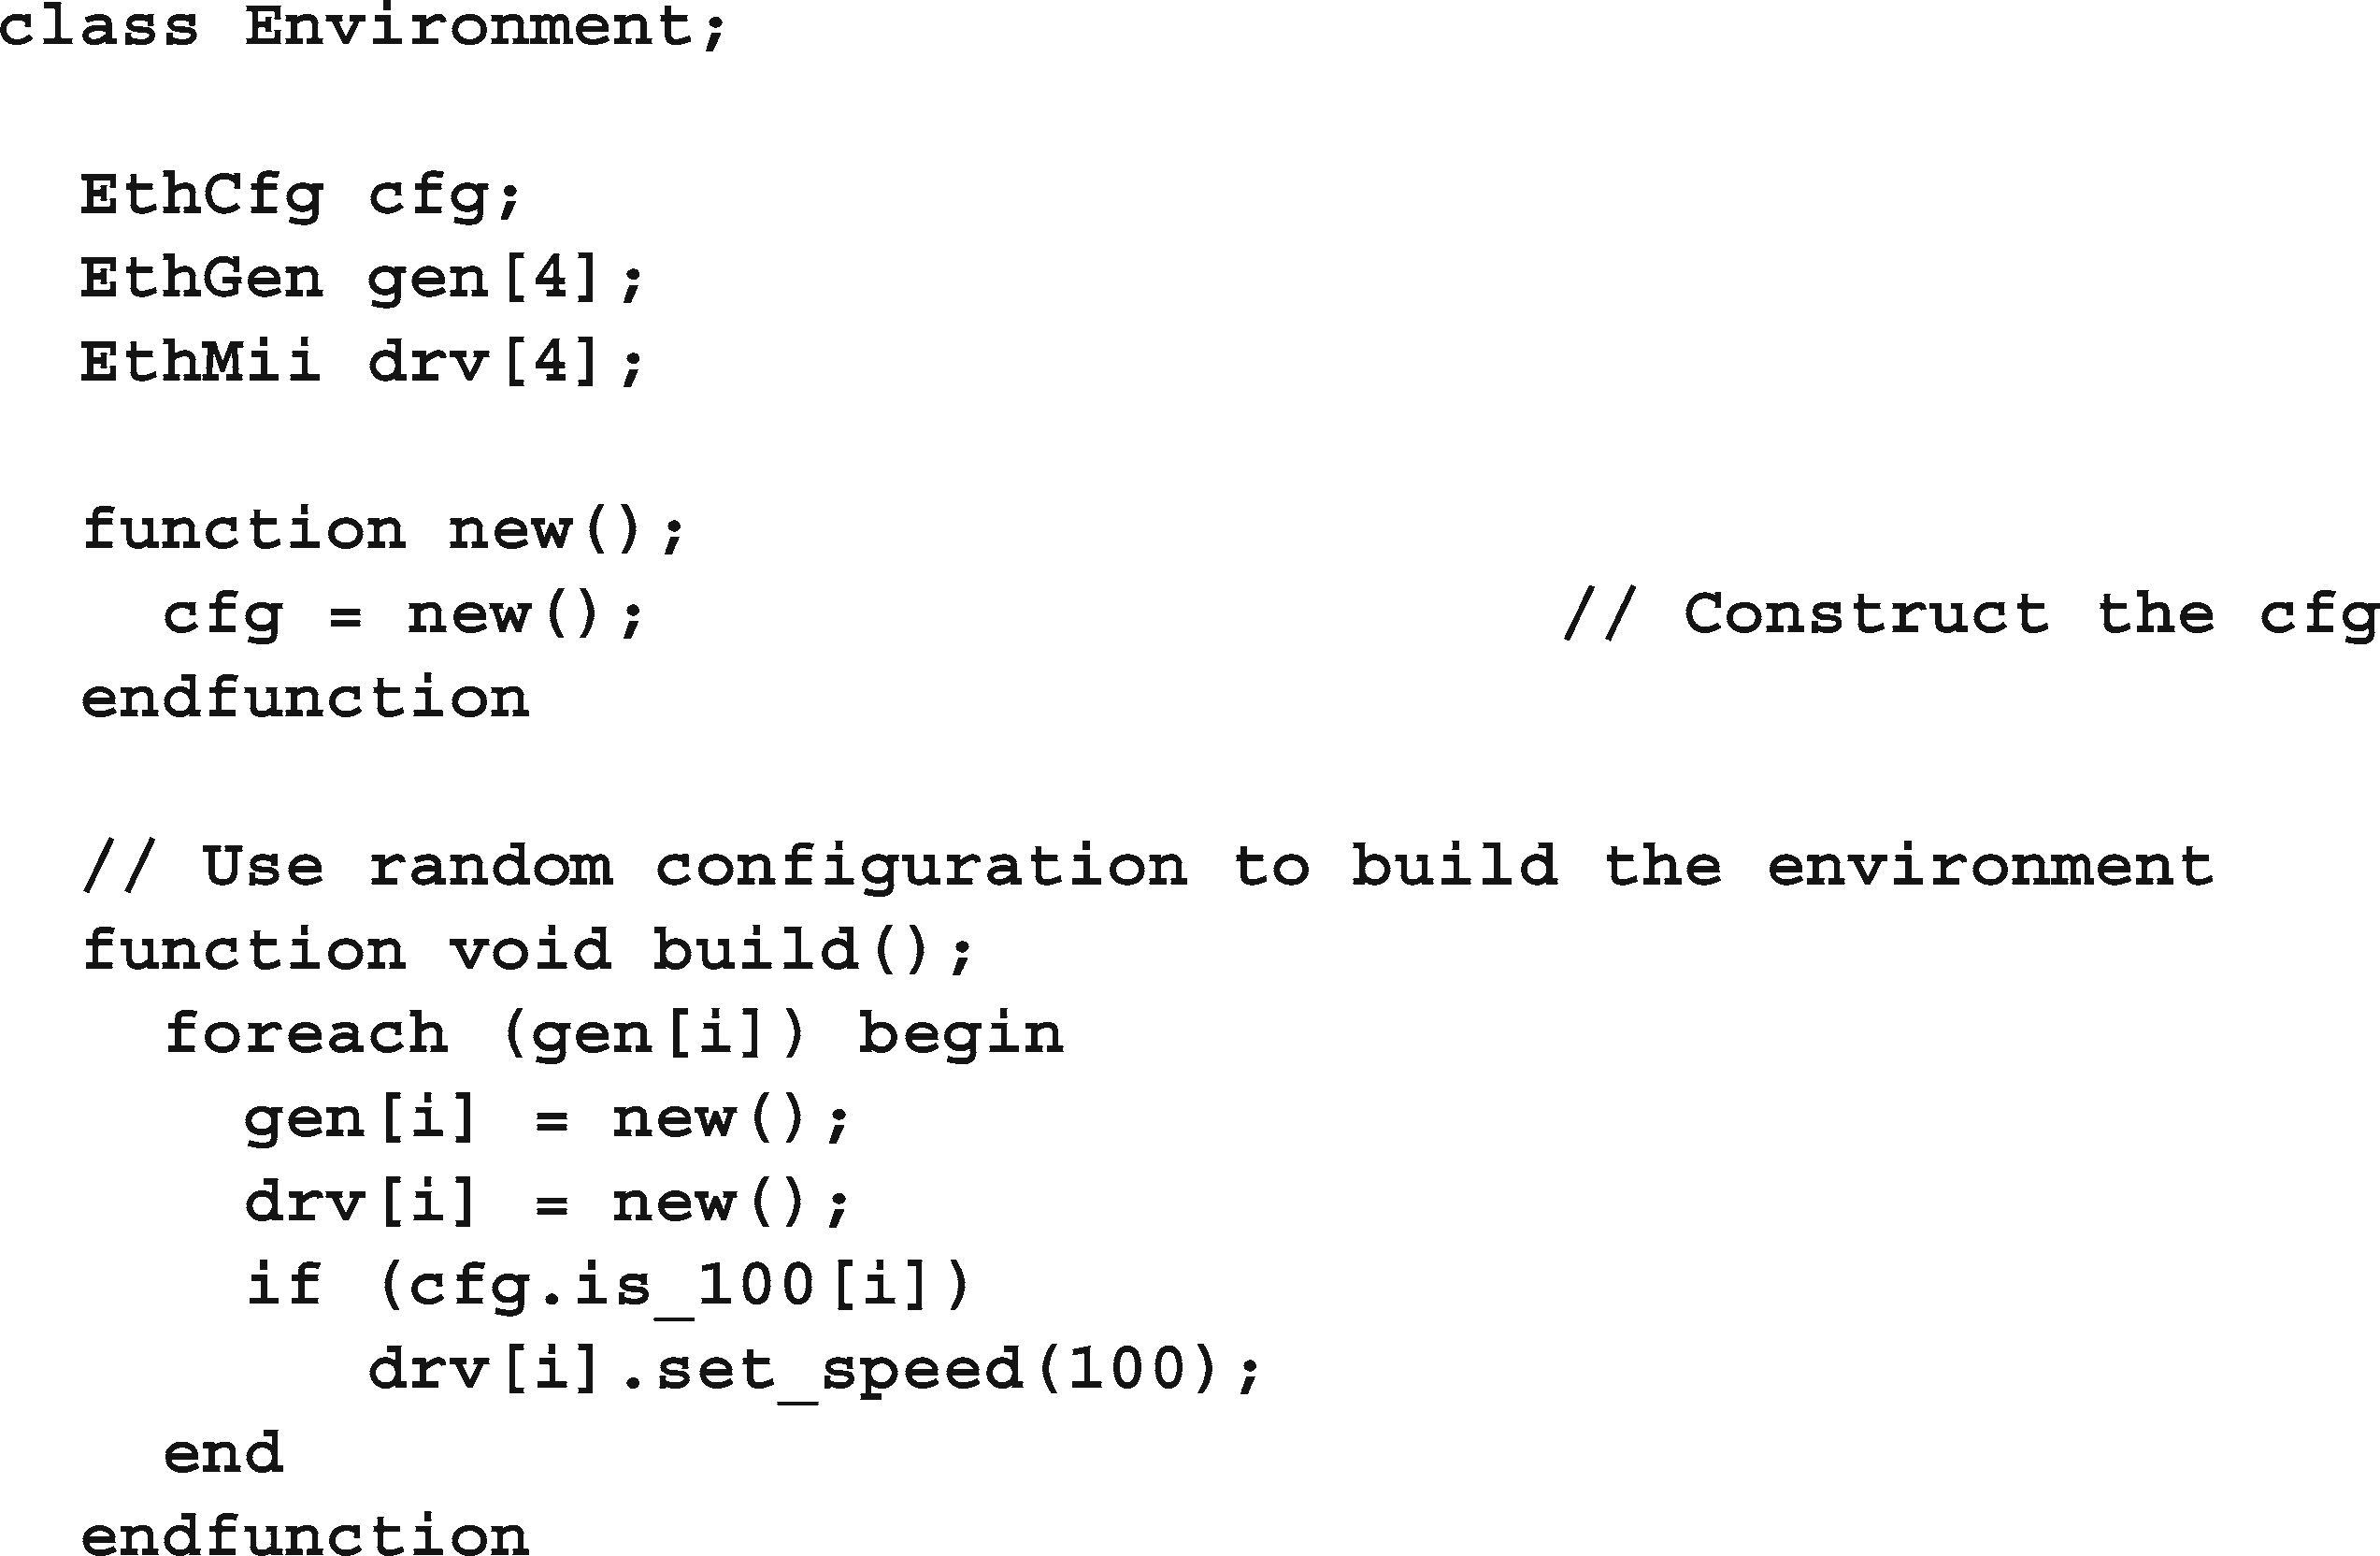 class Environment;
EthCfg cfg;
EthGen gen[4];
EthMii drv[4];
function new();
cfg = new(); // Construct the cfg
endfunction
// Use random configuration to build the environment
function void build();
foreach (gen[i]) begin
gen[i] = new();
drv[i] = new();
if (cfg.is_100[i])
drv[i].set_speed(100);
end
endfunction